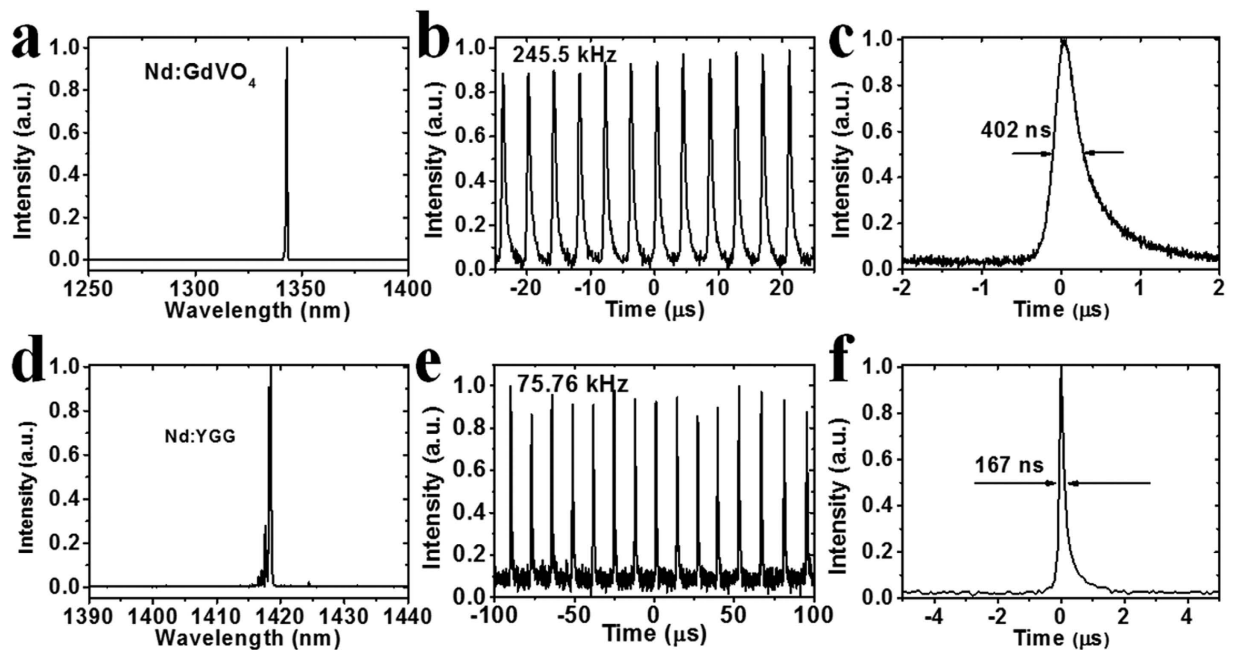 a
Intensity (a.u.)
1.0
0.8
0.6
0.4
0.2
0.0
Nd:GdVO4
1250 1300 1350 1400
Wavelength (nm)
b
Intensity (a.u.)
1.0
0.8
0.6
0.4
0.2
0.0
245.5 kHz
-20 -10 0 10 20
Time (μs)
c
Intensity (a.u.)
1.0
0.8
0.6
0.4
0.2
0.0
402 ns
-2 -1 0 1 2
Time (μs)
d
Intensity (a.u.)
1.0
0.8
0.6
0.4
0.2
0.0
Nd:YGG
1390 1400 1410 1420 1430 1440
Wavelength (nm)
e
Intensity (a.u.)
1.0
0.8
0.6
0.4
0.2
0.0
75.76 kHz
-100 -50 0 50 100
Time (μs)
f
Intensity (a.u.)
1.0
0.8
0.6
0.4
0.2
0.0
167 ns
-4 -2 0 2 4
Time (μs)